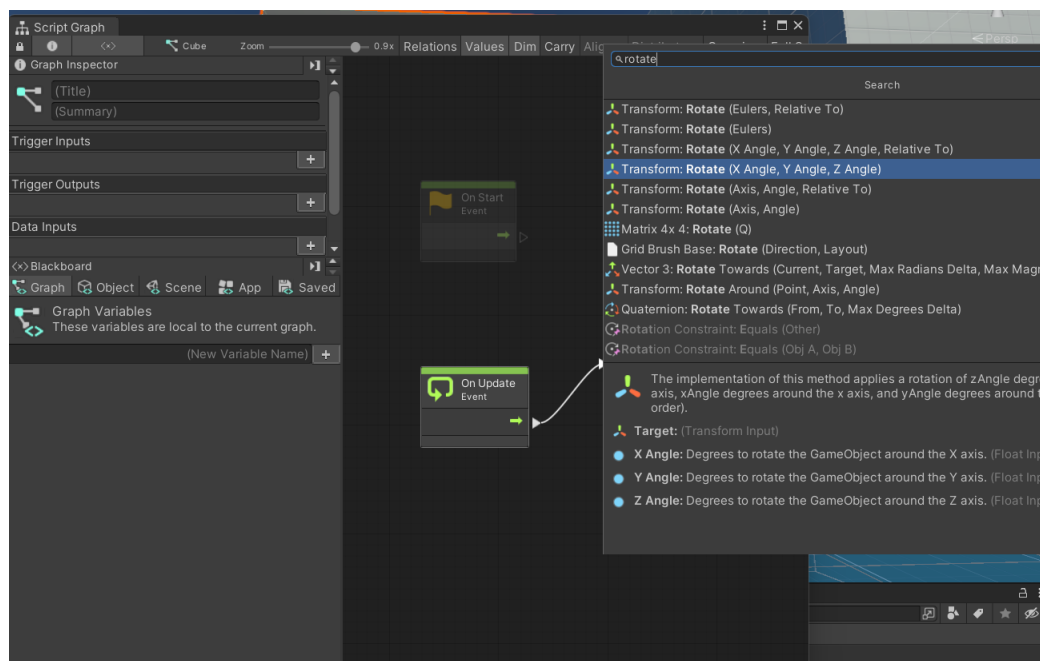 Script Graph
Cube Zoom 0.9x Relations Values Dim Carry
Graph Inspector
(Title)
(Summary)
Trigger Inputs
Trigger Outputs
Data Inputs
Blackboard
Graph Object Scene App Saved
Graph Variables
These variables are local to the current graph.
(New Variable Name)
On Start
Event
On Update
Event
Persp
rotate
Search
Transform: Rotate (Eulers, Relative To)
Transform: Rotate (Eulers)
Transform: Rotate (X Angle, Y Angle, Z Angle, Relative To)
Transform: Rotate (X Angle, Y Angle, Z Angle)
Transform: Rotate (Axis, Angle, Relative To)
Transform: Rotate (Axis, Angle)
Matrix 4x 4: Rotate (Q)
Grid Brush Base: Rotate (Direction, Layout)
Vector 3: Rotate Towards (Current, Target, Max Radians Delta, Max
Transform: Rotate Around (Point, Axis, Angle)
Quaternion: Rotate Towards (From, To, Max Degrees Delta)
Rotation Constraint: Equals (Other)
Rotation Constraint: Equals (Obj A, Obj B)
The implementation of this method applies a rotation of zAngle
axis, xAngle degrees around the x axis, and yAngle degrees around
order).
Target: (Transform Input)
X Angle: Degrees to rotate the GameObject around the X axis. (Float
Y Angle: Degrees to rotate the GameObject around the Y axis. (Float
Z Angle: Degrees to rotate the GameObject around the Z axis. (Float